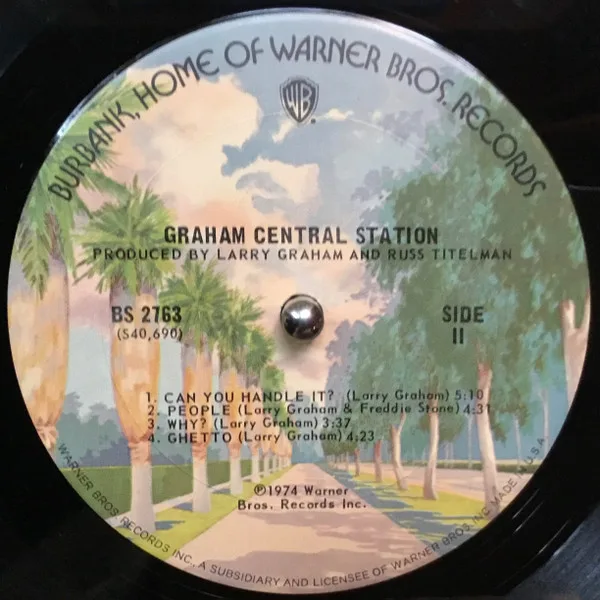 BURBANK, HOME OF WARNER BROS. RECORDS
WB
GRAHAM CENTRAL STATION
PRODUCED BY LARRY GRAHAM AND RUSS TITELMAN
BS 2763
(S40,690)
SIDE
II
1. CAN YOU HANDLE IT? (Larry Graham) 5:10
2. PEOPLE (Larry Graham & Freddie Stone) 4:31
3. WHY? (Larry Graham) 3:37
4. GHETTO (Larry Graham) 4:23
℗1974 Warner
Bros. Records Inc.
WARNER BROS. RECORDS INC., A SUBSIDIARY AND LICENSEE OF WARNER BROS. INC. MADE IN U.S.A.